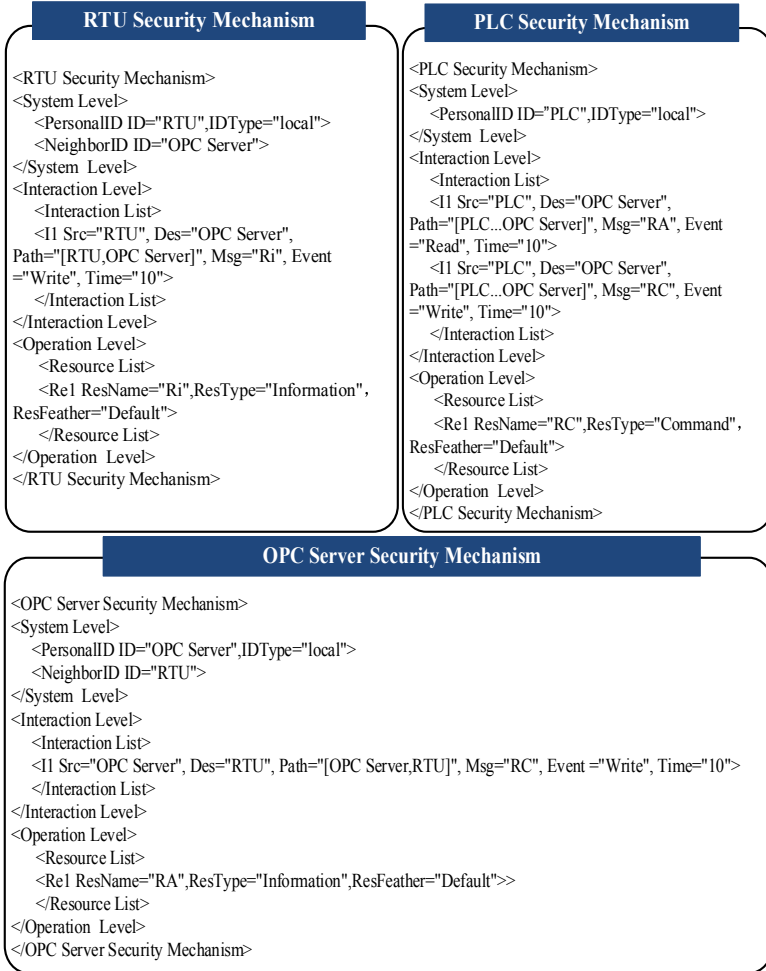 RTU Security Mechanism
<RTU Security Mechanism>
<System Level>
<PersonalID ID="RTU",IDType="local">
<NeighborID ID="OPC Server">
</System  Level>
<Interaction Level>
<Interaction List>
<I1 Src="RTU", Des="OPC Server",
Path="[RTU,OPC Server]", Msg="Ri", Event
="Write", Time="10">
</Interaction List>
</Interaction Level>
<Operation Level>
<Resource List>
<Re1 ResName="Ri",ResType="Information",
ResFeather="Default">
</Resource List>
</Operation  Level>
</RTU Security Mechanism>
PLC Security Mechanism
<PLC Security Mechanism>
<System Level>
<PersonalID ID="PLC",IDType="local">
</System Level>
<Interaction Level>
<Interaction List>
<I1 Src="PLC", Des="OPC Server",
Path="[PLC...OPC Server]", Msg="RA", Event
="Read", Time="10">
<I1 Src="PLC", Des="OPC Server",
Path="[PLC...OPC Server]", Msg="RC", Event
="Write", Time="10">
</Interaction List>
</Interaction Level>
<Operation Level>
<Resource List>
<Re1 ResName="RC",ResType="Command",
ResFeather="Default">
</Resource List>
</Operation  Level>
</PLC Security Mechanism>
OPC Server Security Mechanism
<OPC Server Security Mechanism>
<System Level>
<PersonalID ID="OPC Server",IDType="local">
<NeighborID ID="RTU">
</System  Level>
<Interaction Level>
<Interaction List>
<I1 Src="OPC Server", Des="RTU", Path="[OPC Server,RTU]", Msg="RC", Event ="Write", Time="10">
</Interaction List>
</Interaction Level>
<Operation Level>
<Resource List>
<Re1 ResName="RA",ResType="Information",ResFeather="Default">>
</Resource List>
</Operation  Level>
</OPC Server Security Mechanism>